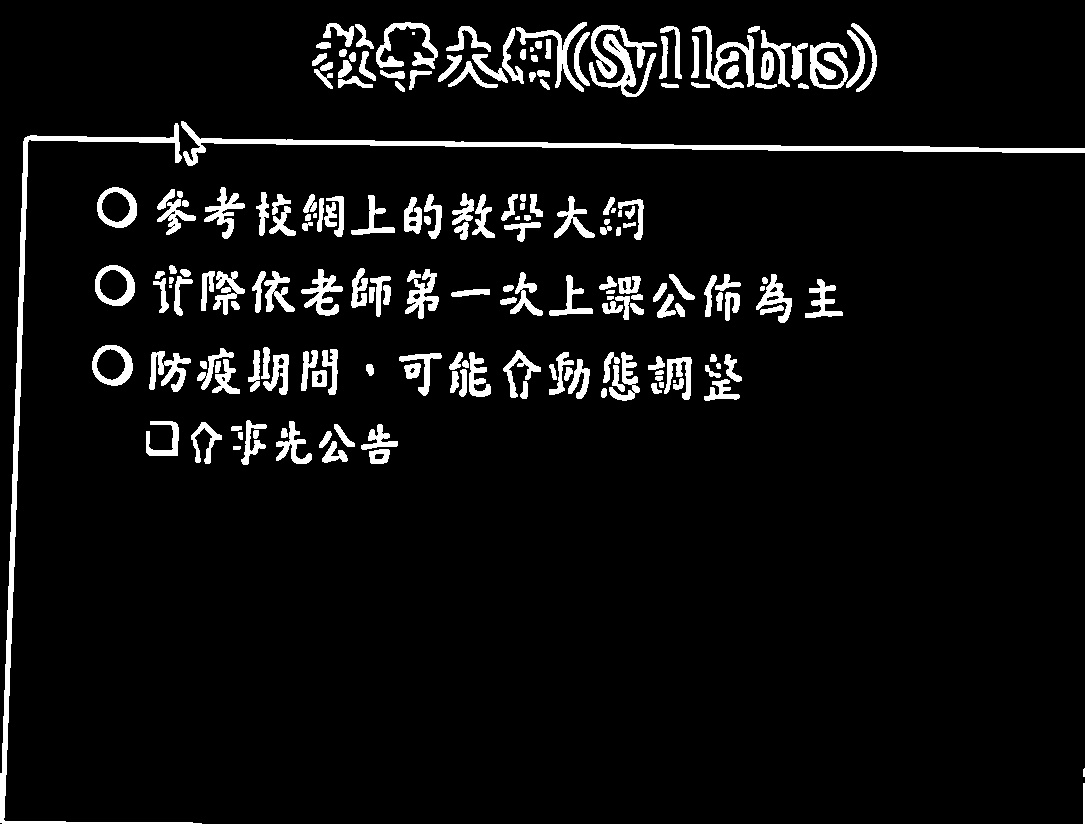 教學大綱(Syllabus)
參考校網上的教學大綱
實際依老師第一次上課公佈為主
防疫期間，可能會動態調整
會事先公告